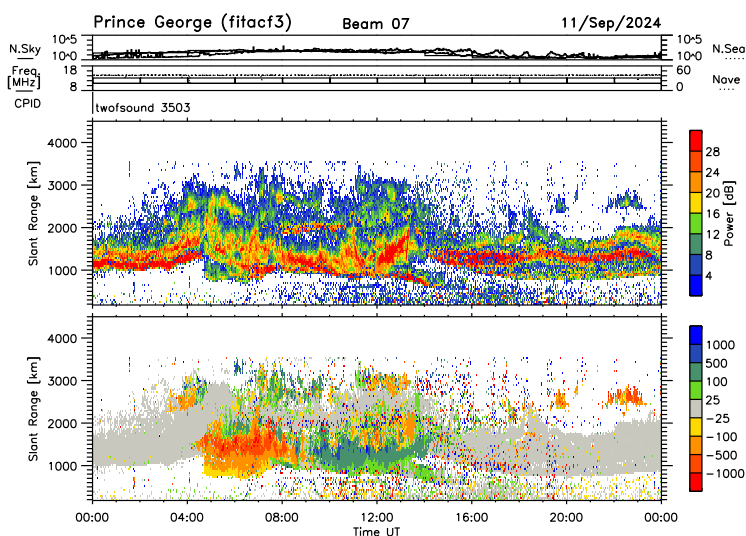 Prince George (fitacf3) Beam 07 11/Sep/2024
N.Sky 10^+5 10^+0 10^+5 10^+0 N.Sea
Freq. [MHz] 18 8 60 0 Nave
CPID twofsound 3503
Slant Range [km] 4000 3000 2000 1000
28 24 20 16 12 8 4 Power [dB]
Slant Range [km] 4000 3000 2000 1000
1000 500 100 25 -25 -100 -500 -1000
00:00 04:00 08:00 12:00 16:00 20:00 00:00
Time UT